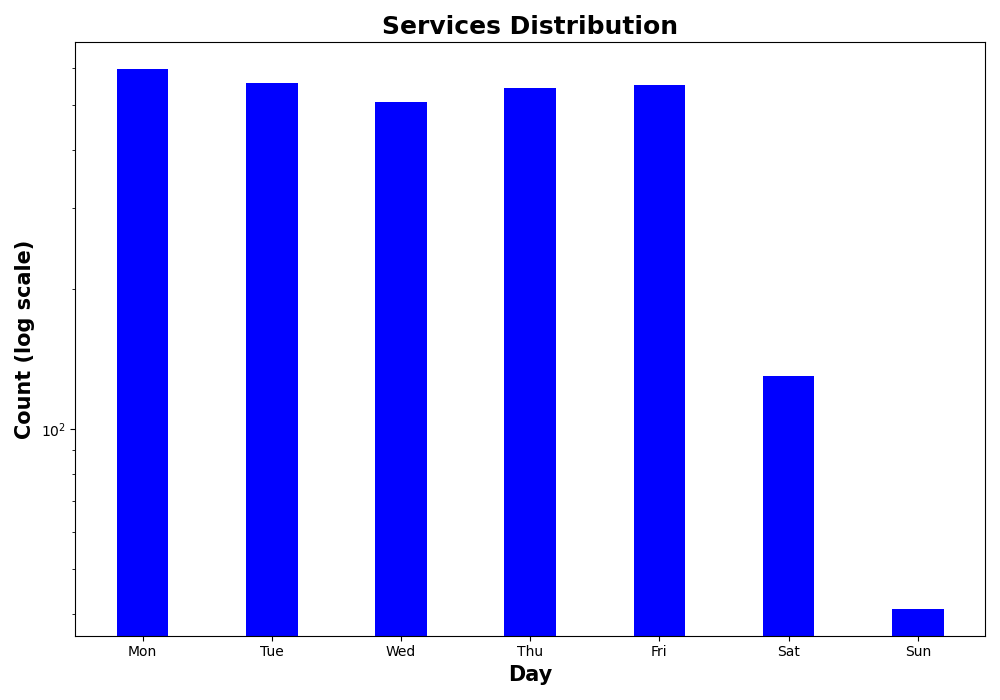 Services Distribution
Count (log scale)
10²
Mon Tue Wed Thu Fri Sat Sun
Day